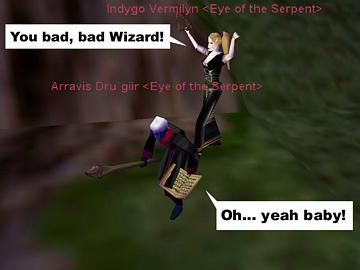 Indygo Vermilyn <Eye of the Serpent>
You bad, bad Wizard!
Arravis Dru`giir <Eye of the Serpent>
Oh... yeah baby!